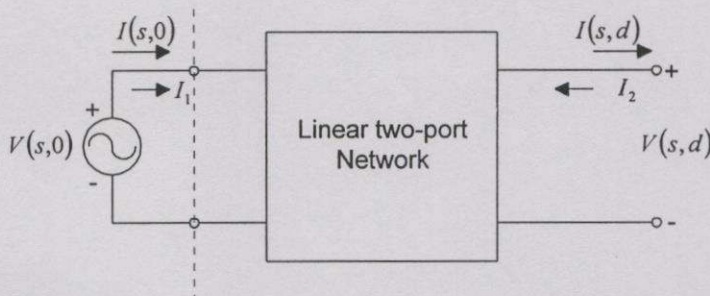 I(s,0)
I(s,d)
I₁
I₂
+
+
V(s,0)
Linear two-port
Network
V(s,d)
-
-